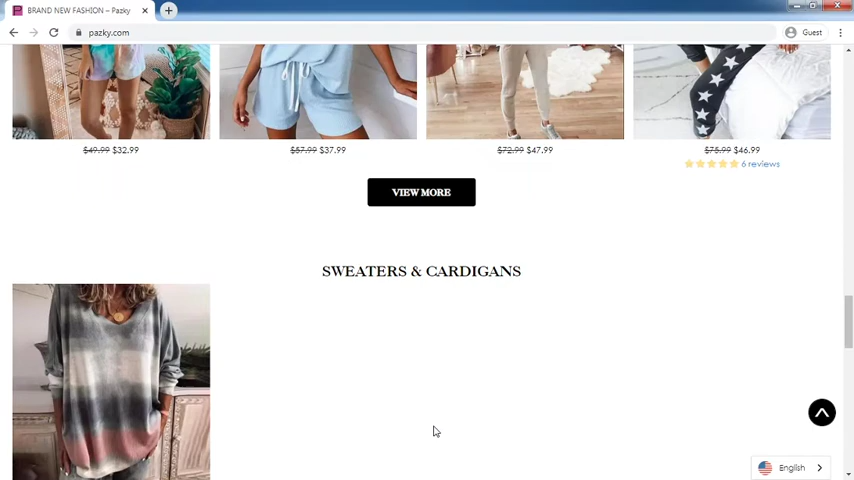 BRAND NEW FASHION – Pazky
pazky.com
Guest
$49.99 $32.99
$57.99 $37.99
$72.99 $47.99
$75.99 $46.99
6 reviews
VIEW MORE
SWEATERS & CARDIGANS
English